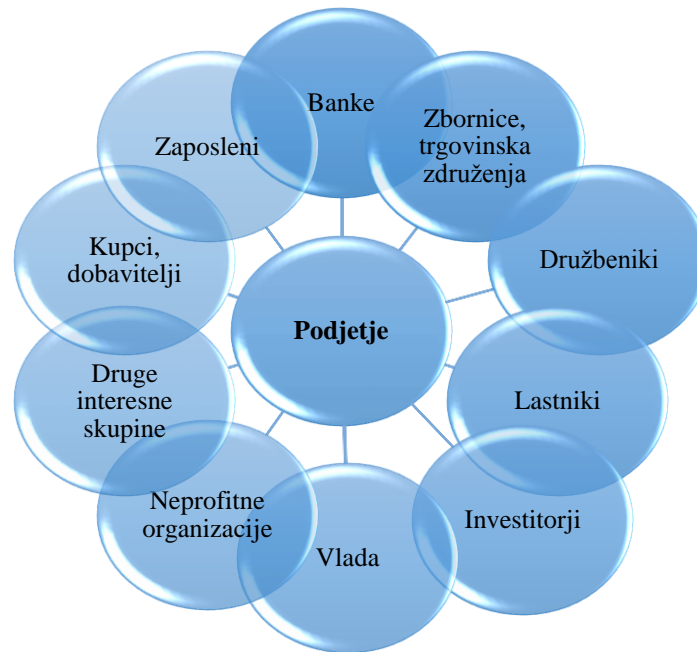 Banke
Zbornice,
trgovinska
združenja
Družbeniki
Lastniki
Investitorji
Vlada
Neprofitne
organizacije
Druge
interesne
skupine
Kupci,
dobavitelji
Zaposleni
Podjetje